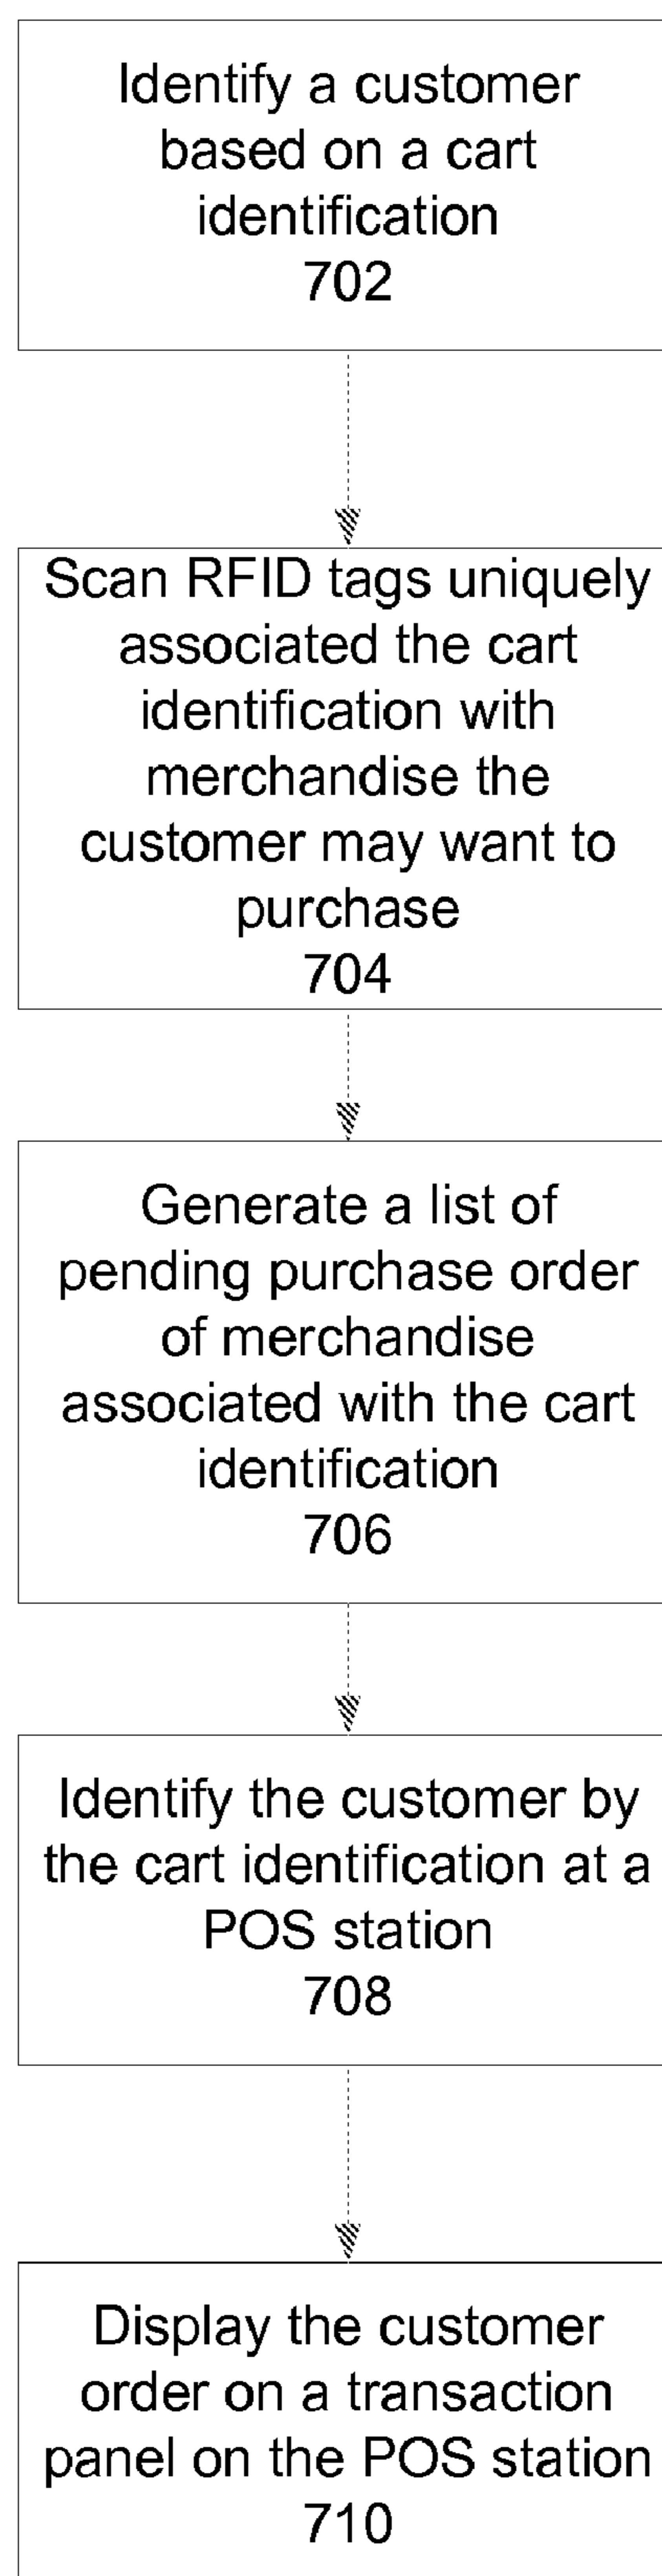 Identify a customer
based on a cart
identification
702
Scan RFID tags uniquely
associated the cart
identification with
merchandise the
customer may want to
purchase
704
Generate a list of
pending purchase order
of merchandise
associated with the cart
identification
706
Identify the customer by
the cart identification at a
POS station
708
Display the customer
order on a transaction
panel on the POS station
710